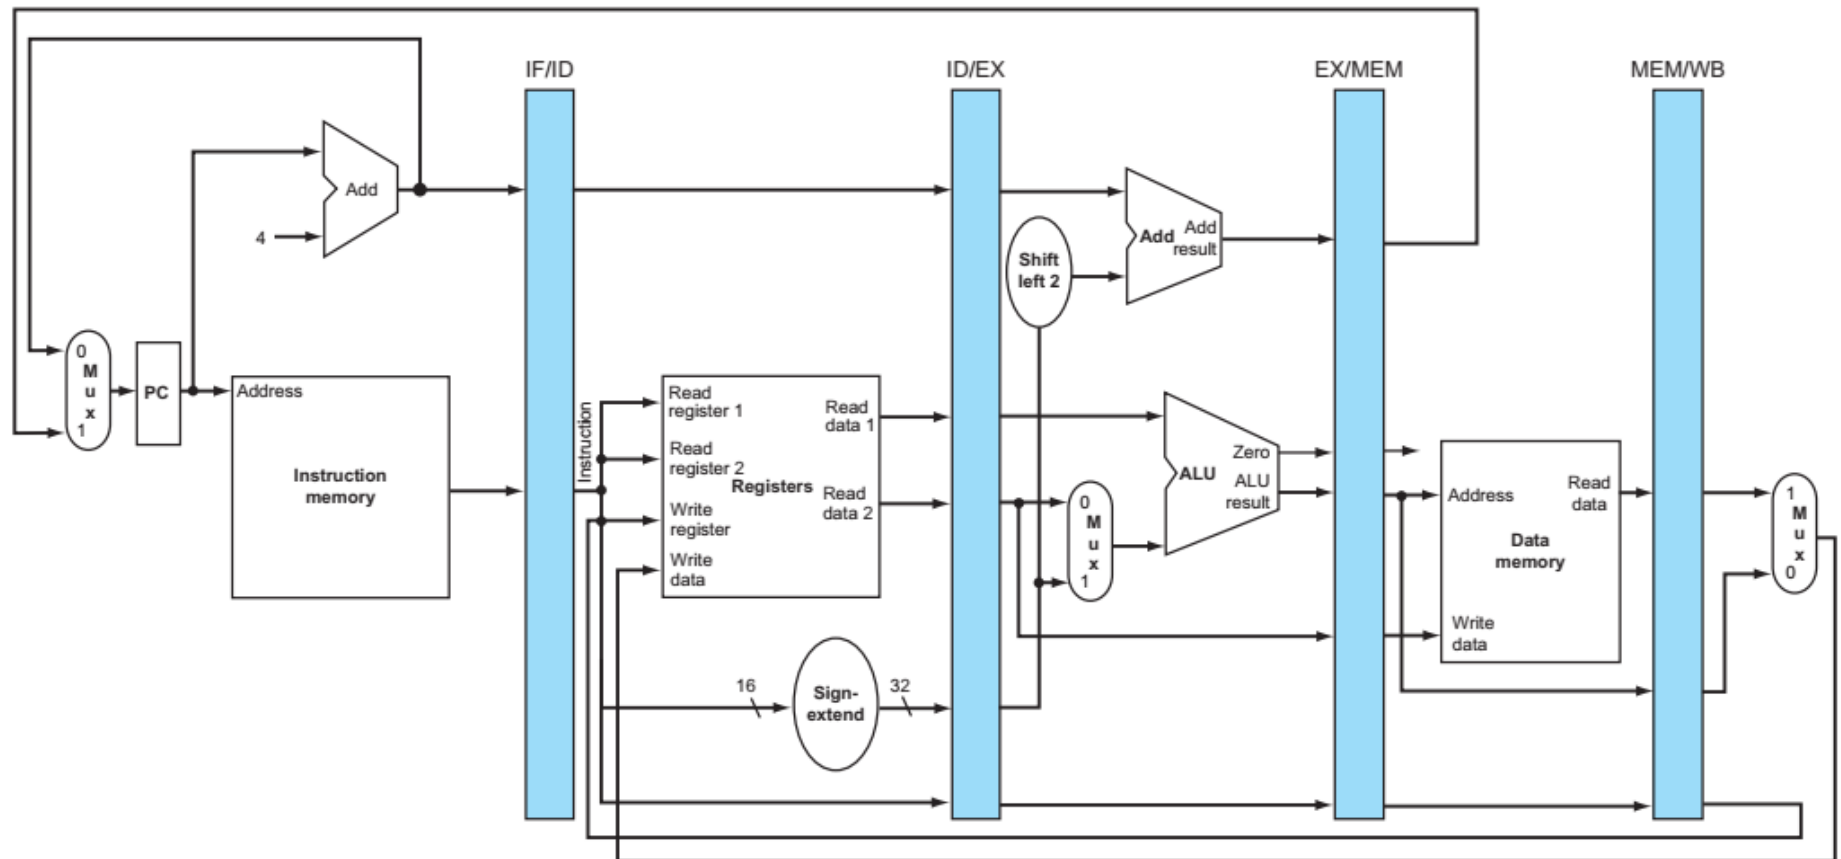 IF/ID
ID/EX
EX/MEM
MEM/WB
Add
4
Add
Add
result
Shift
left 2
0
M
u
x
1
PC
Address
Instruction
memory
Instruction
Read
register 1
Read
register 2
Write
register
Write
data
Registers
Read
data 1
Read
data 2
0
M
u
x
1
Zero
ALU
ALU
result
Address
Read
data
Data
memory
Write
data
1
M
u
x
0
16
Sign-
extend
32